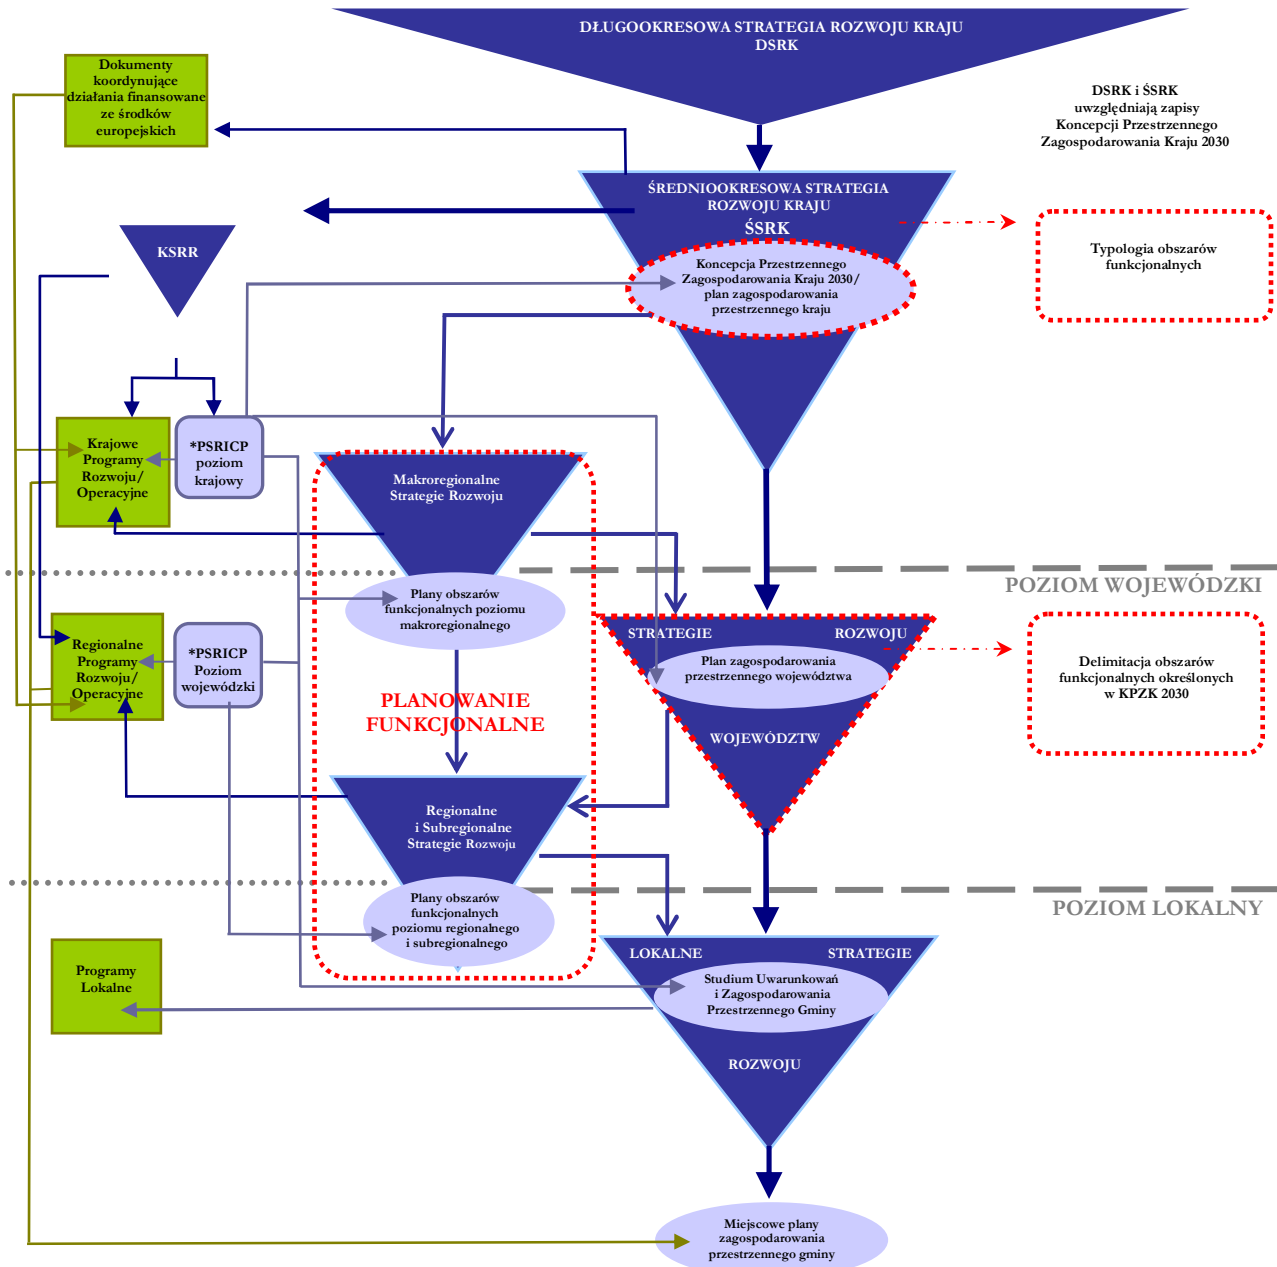 DŁUGOOKRESOWA STRATEGIA ROZWOJU KRAJU
DSRK
Dokumenty
koordynujące
działania finansowane
ze środków
europejskich
DSRK i ŚSRK
uwzględniają zapisy
Koncepcji Przestrzennego
Zagospodarowania Kraju 2030
ŚREDNIOOKRESOWA STRATEGIA
ROZWOJU KRAJU
ŚSRK
KSRR
Koncepcja Przestrzennego
Zagospodarowania Kraju 2030/
plan zagospodarowania
przestrzennego kraju
Typologia obszarów
funkcjonalnych
Krajowe
Programy
Rozwoju/
Operacyjne
*PSRICP
poziom
krajowy
Makroregionalne
Strategie Rozwoju
POZIOM WOJEWÓDZKI
Plany obszarów
funkcjonalnych poziomu
makroregionalnego
STRATEGIE ROZWOJU
Plan zagospodarowania
przestrzennego województwa
WOJEWÓDZTW
Delimitacja obszarów
funkcjonalnych określonych
w KPZK 2030
Regionalne
Programy
Rozwoju/
Operacyjne
*PSRICP
Poziom
wojewódzki
PLANOWANIE
FUNKCJONALNE
Regionalne
i Subregionalne
Strategie Rozwoju
POZIOM LOKALNY
Plany obszarów
funkcjonalnych
poziomu regionalnego
i subregionalnego
Programy
Lokalne
LOKALNE STRATEGIE
Studium Uwarunkowań
i Zagospodarowania
Przestrzennego Gminy
ROZWOJU
Miejscowe plany
zagospodarowania
przestrzennego gminy